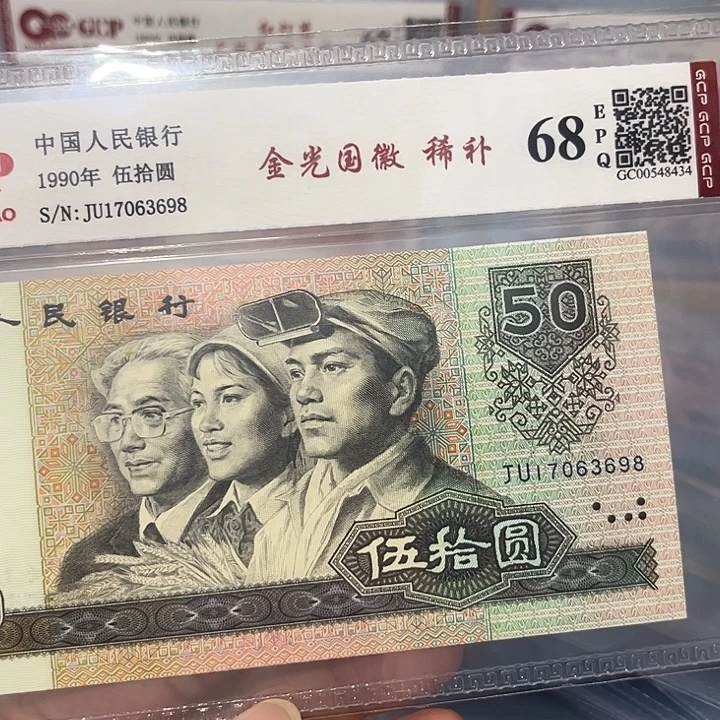 GCP
中国人民银行
1990年 伍拾圆
S/N:JU17063698
金光国徽 稀补
68
EPQ
GC00548434
GCP GCP GCP
人民银行
50
JU17063698
伍拾圆